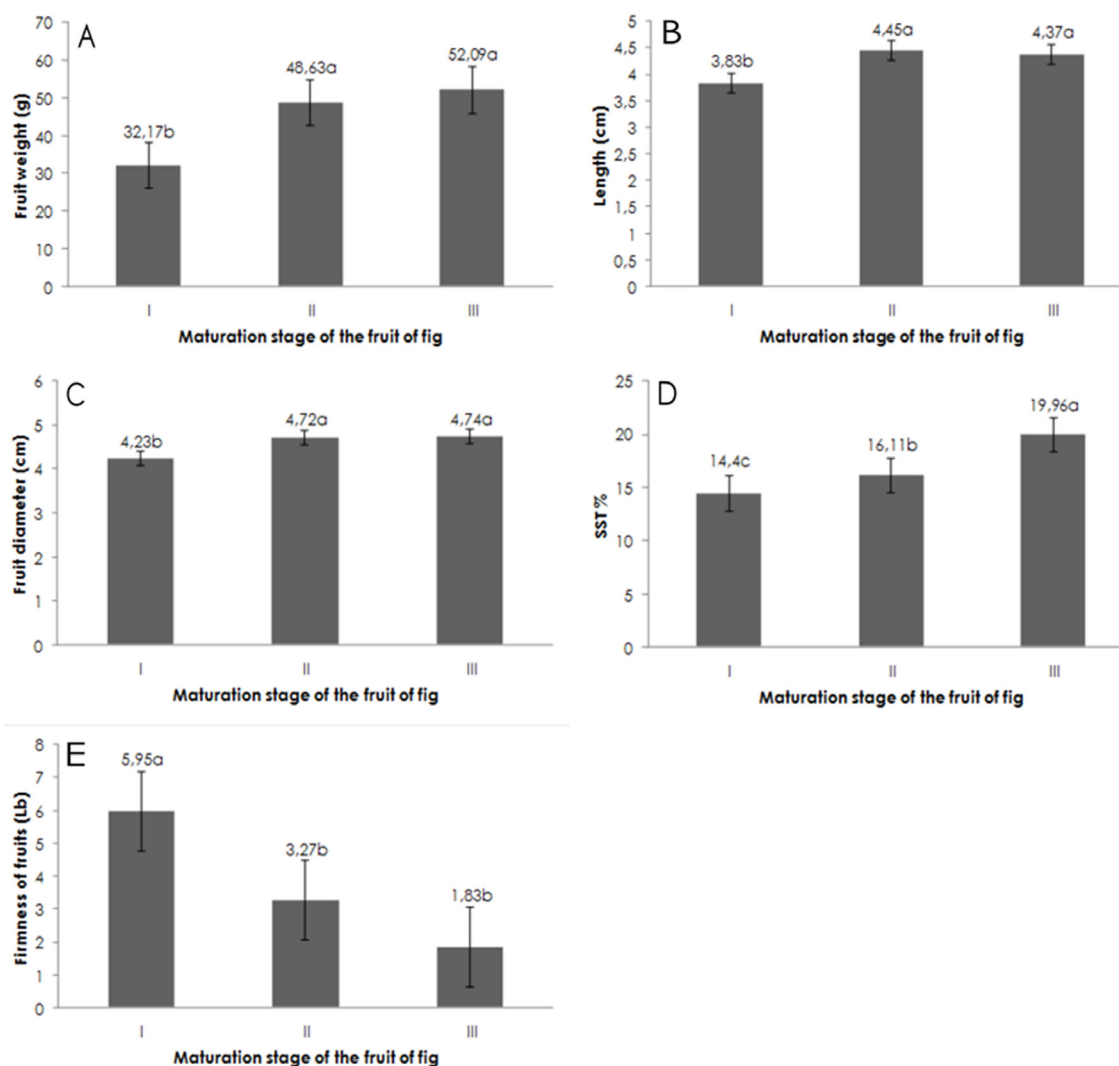 A
Fruit weight (g)
70
60
50
40
30
20
10
0
32,17b
48,63a
52,09a
I
II
III
Maturation stage of the fruit of fig
B
Length (cm)
5
4,5
4
3,5
3
2,5
2
1,5
1
0,5
0
3,83b
4,45a
4,37a
I
II
III
Maturation stage of the fruit of fig
C
Fruit diameter (cm)
6
5
4
3
2
1
0
4,23b
4,72a
4,74a
I
II
III
Maturation stage of the fruit of fig
D
SST %
25
20
15
10
5
0
14,4c
16,11b
19,96a
I
II
III
Maturation stage of the fruit of fig
E
Firmness of fruits (Lb)
8
7
6
5
4
3
2
1
0
5,95a
3,27b
1,83b
I
II
III
Maturation stage of the fruit of fig